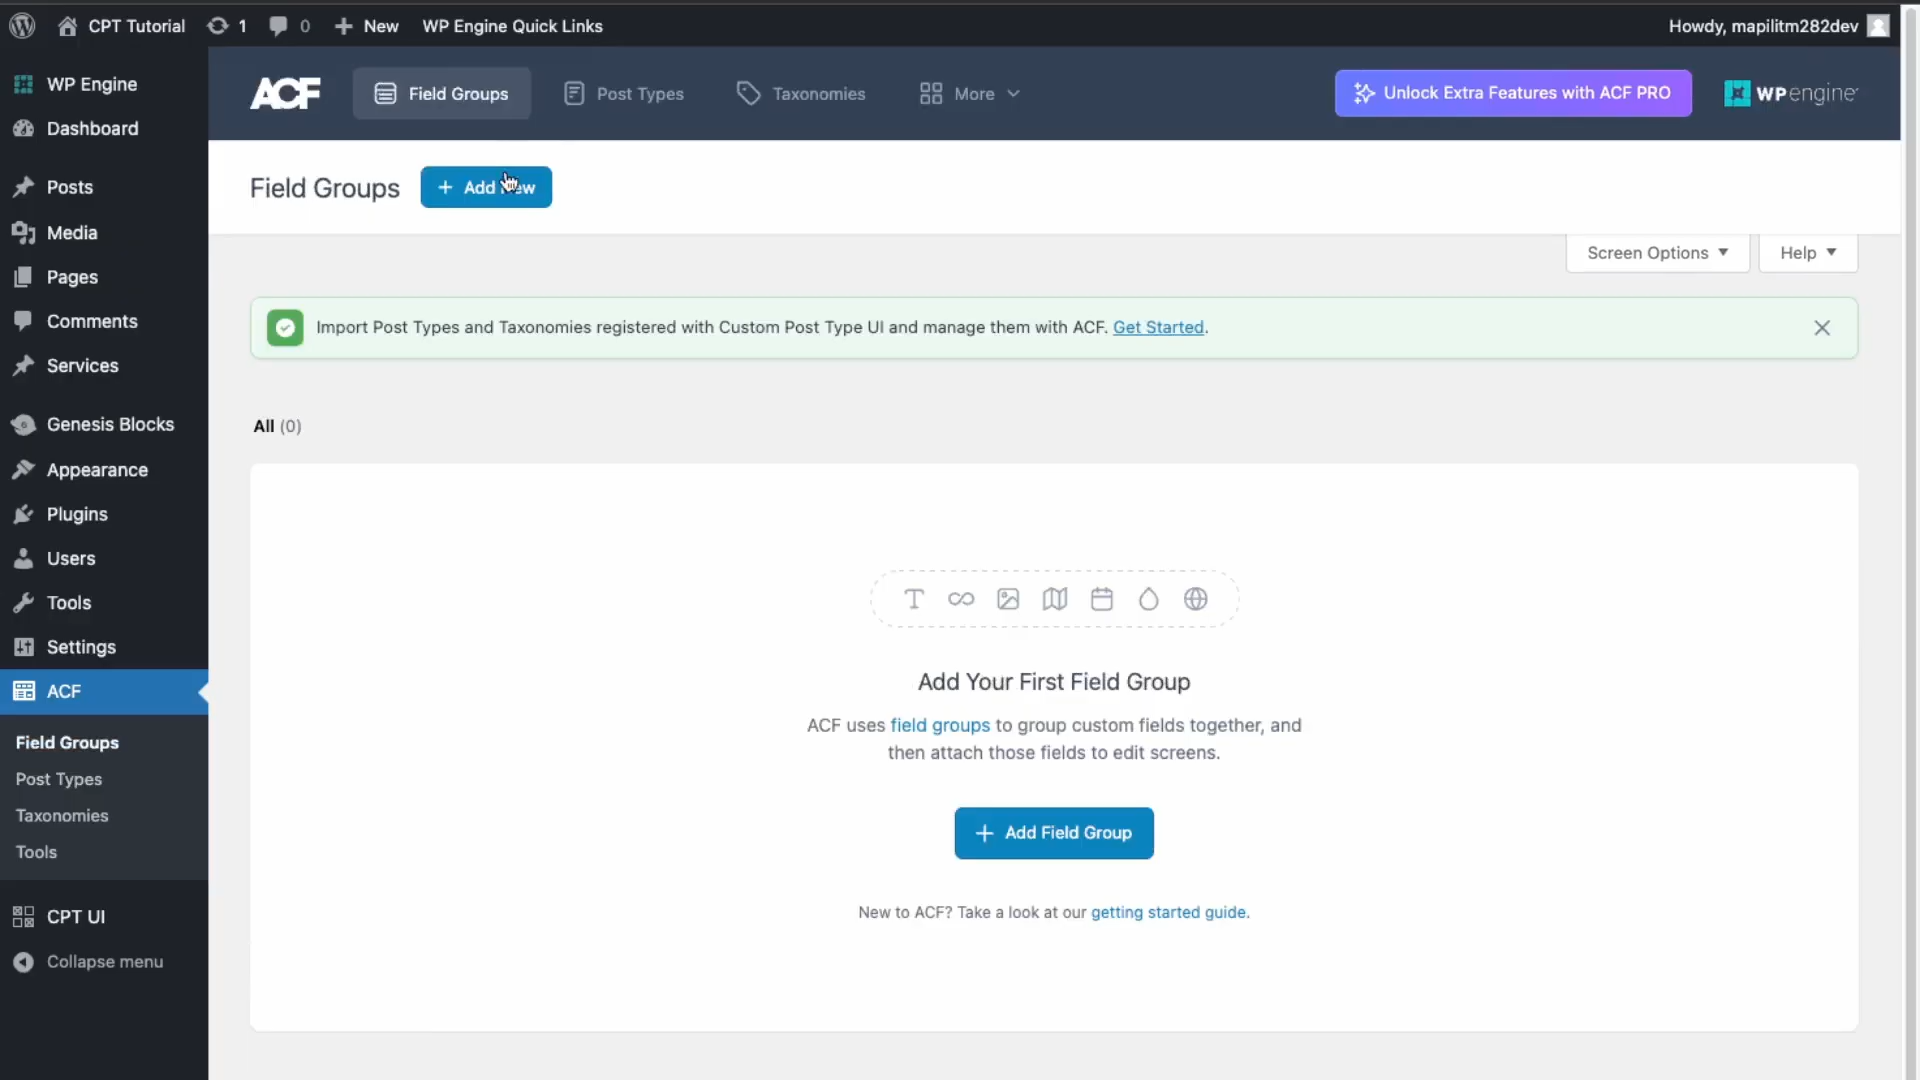 CPT Tutorial 1 0 New WP Engine Quick Links Howdy, mapilitm282dev
WP Engine
Dashboard
Posts
Media
Pages
Comments
Services
Genesis Blocks
Appearance
Plugins
Users
Tools
Settings
ACF
Field Groups
Post Types
Taxonomies
Tools
CPT UI
Collapse menu
ACF Field Groups Post Types Taxonomies More Unlock Extra Features with ACF PRO WPengine
Field Groups + Add New
Screen Options Help
Import Post Types and Taxonomies registered with Custom Post Type UI and manage them with ACF. Get Started.
All (0)
Add Your First Field Group
ACF uses field groups to group custom fields together, and
then attach those fields to edit screens.
+ Add Field Group
New to ACF? Take a look at our getting started guide.